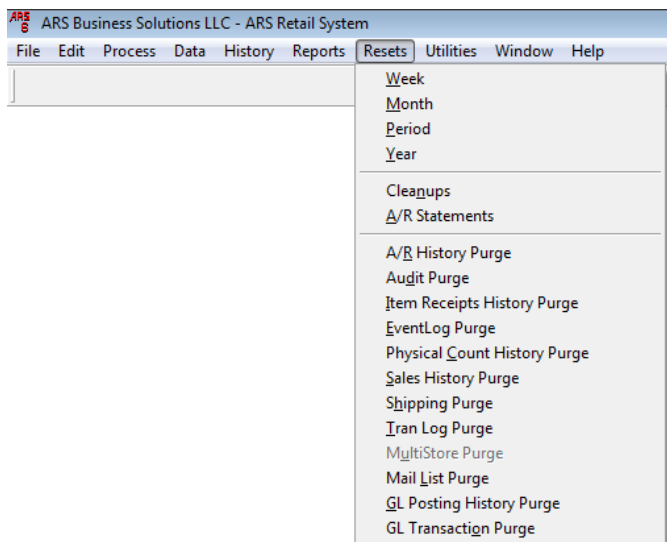 ARS
S ARS Business Solutions LLC - ARS Retail System
File Edit Process Data History Reports Resets Utilities Window Help
Week
Month
Period
Year
Cleanups
A/R Statements
A/R History Purge
Audit Purge
Item Receipts History Purge
EventLog Purge
Physical Count History Purge
Sales History Purge
Shipping Purge
Tran Log Purge
MultiStore Purge
Mail List Purge
GL Posting History Purge
GL Transaction Purge